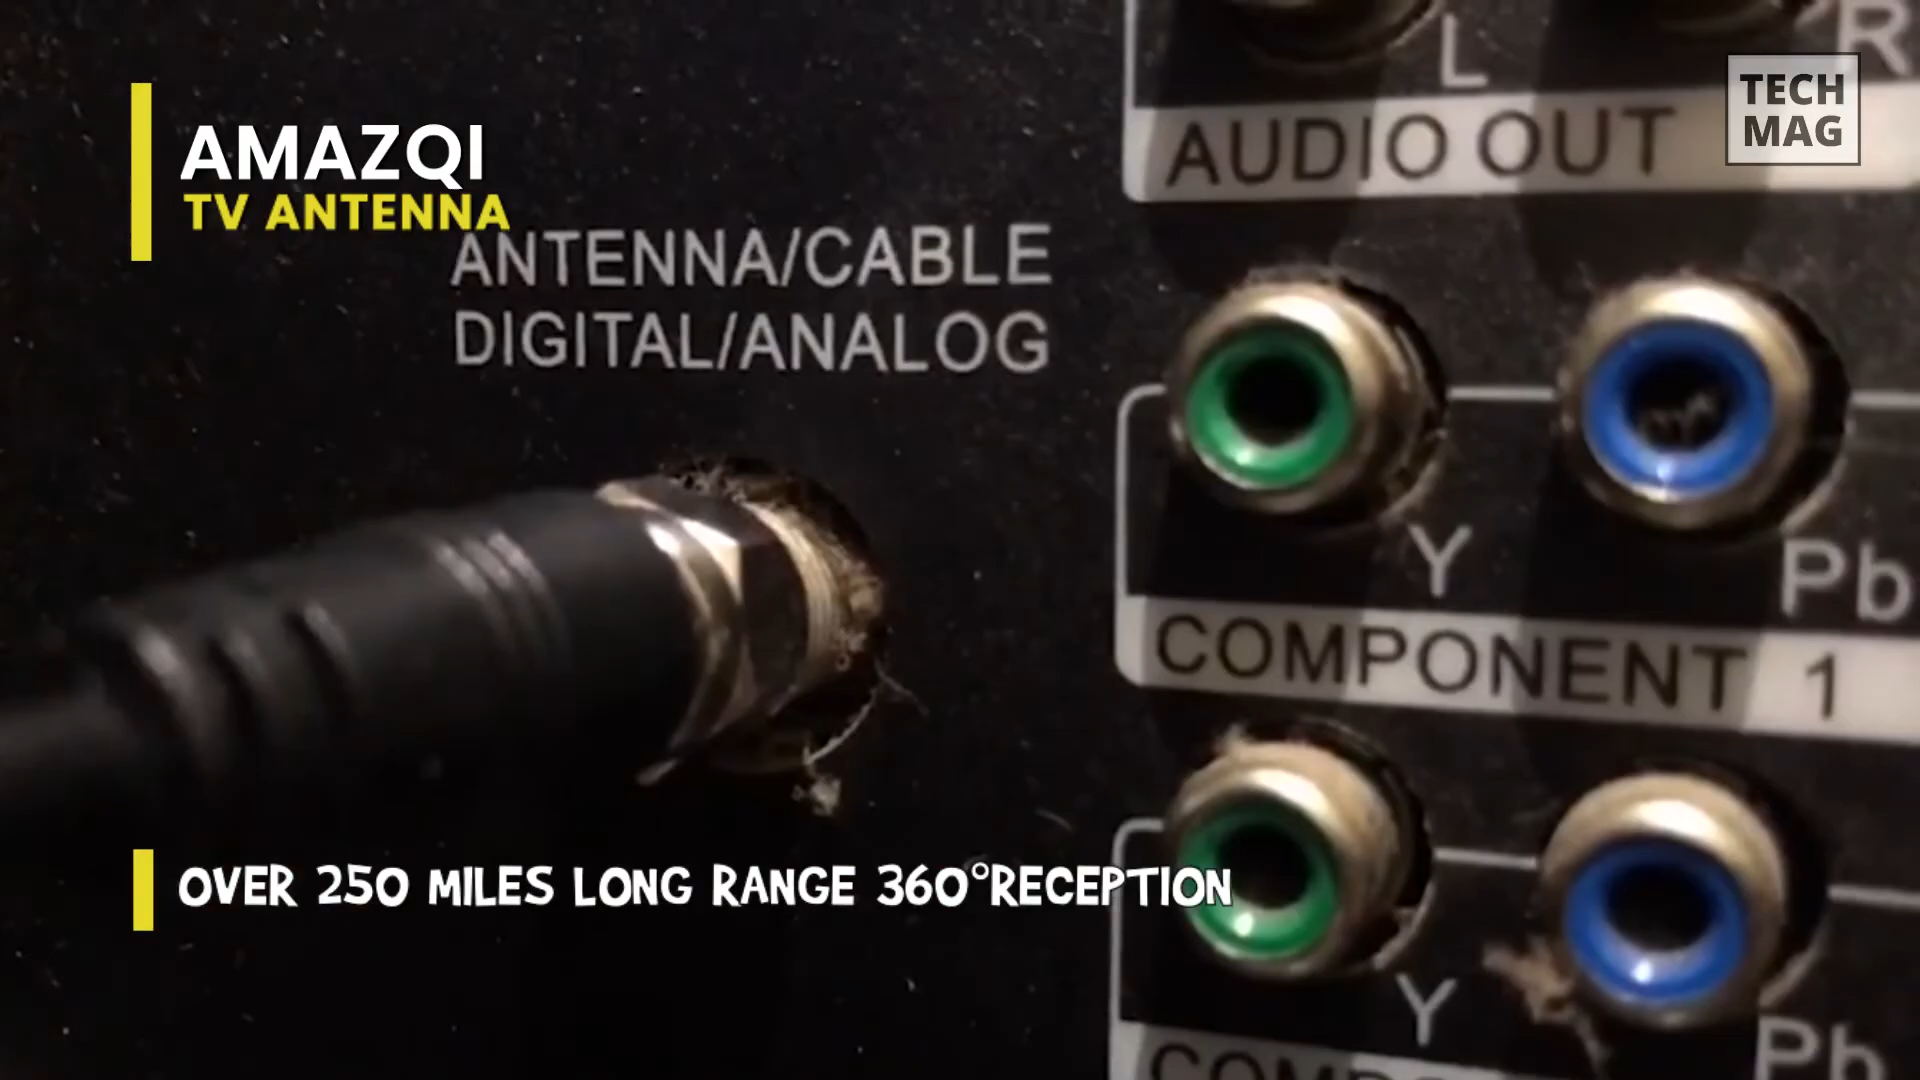 L
R
AUDIO OUT
TECH
MAG
AMAZQI
TV ANTENNA
ANTENNA/CABLE
DIGITAL/ANALOG
Y
Pb
COMPONENT 1
OVER 250 MILES LONG RANGE 360°RECEPTION
Y
Pb